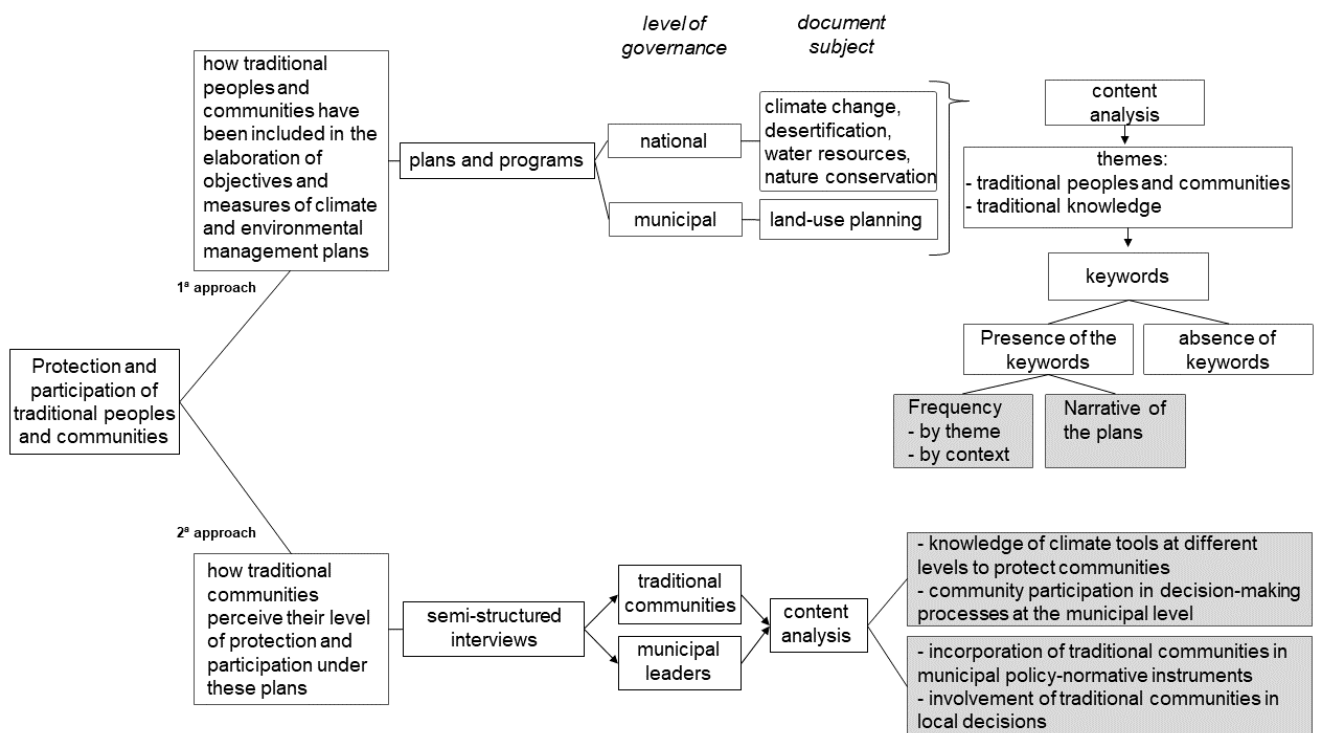 level of
governance
document
subject
how traditional
peoples and
communities have
been included in the
elaboration of
objectives and
measures of climate
and environmental
management plans
plans and programs
national
municipal
climate change,
desertification,
water resources,
nature conservation
land-use planning
content
analysis
themes:
- traditional peoples and communities
- traditional knowledge
keywords
Presence of the
keywords
absence of
keywords
Frequency
- by theme
- by context
Narrative of
the plans
1ª approach
Protection and
participation of
traditional peoples
and communities
2ª approach
how traditional
communities
perceive their level
of protection and
participation under
these plans
semi-structured
interviews
traditional
communities
municipal
leaders
content
analysis
- knowledge of climate tools at different
levels to protect communities
- community participation in decision-making
processes at the municipal level
- incorporation of traditional communities in
municipal policy-normative instruments
- involvement of traditional communities in
local decisions